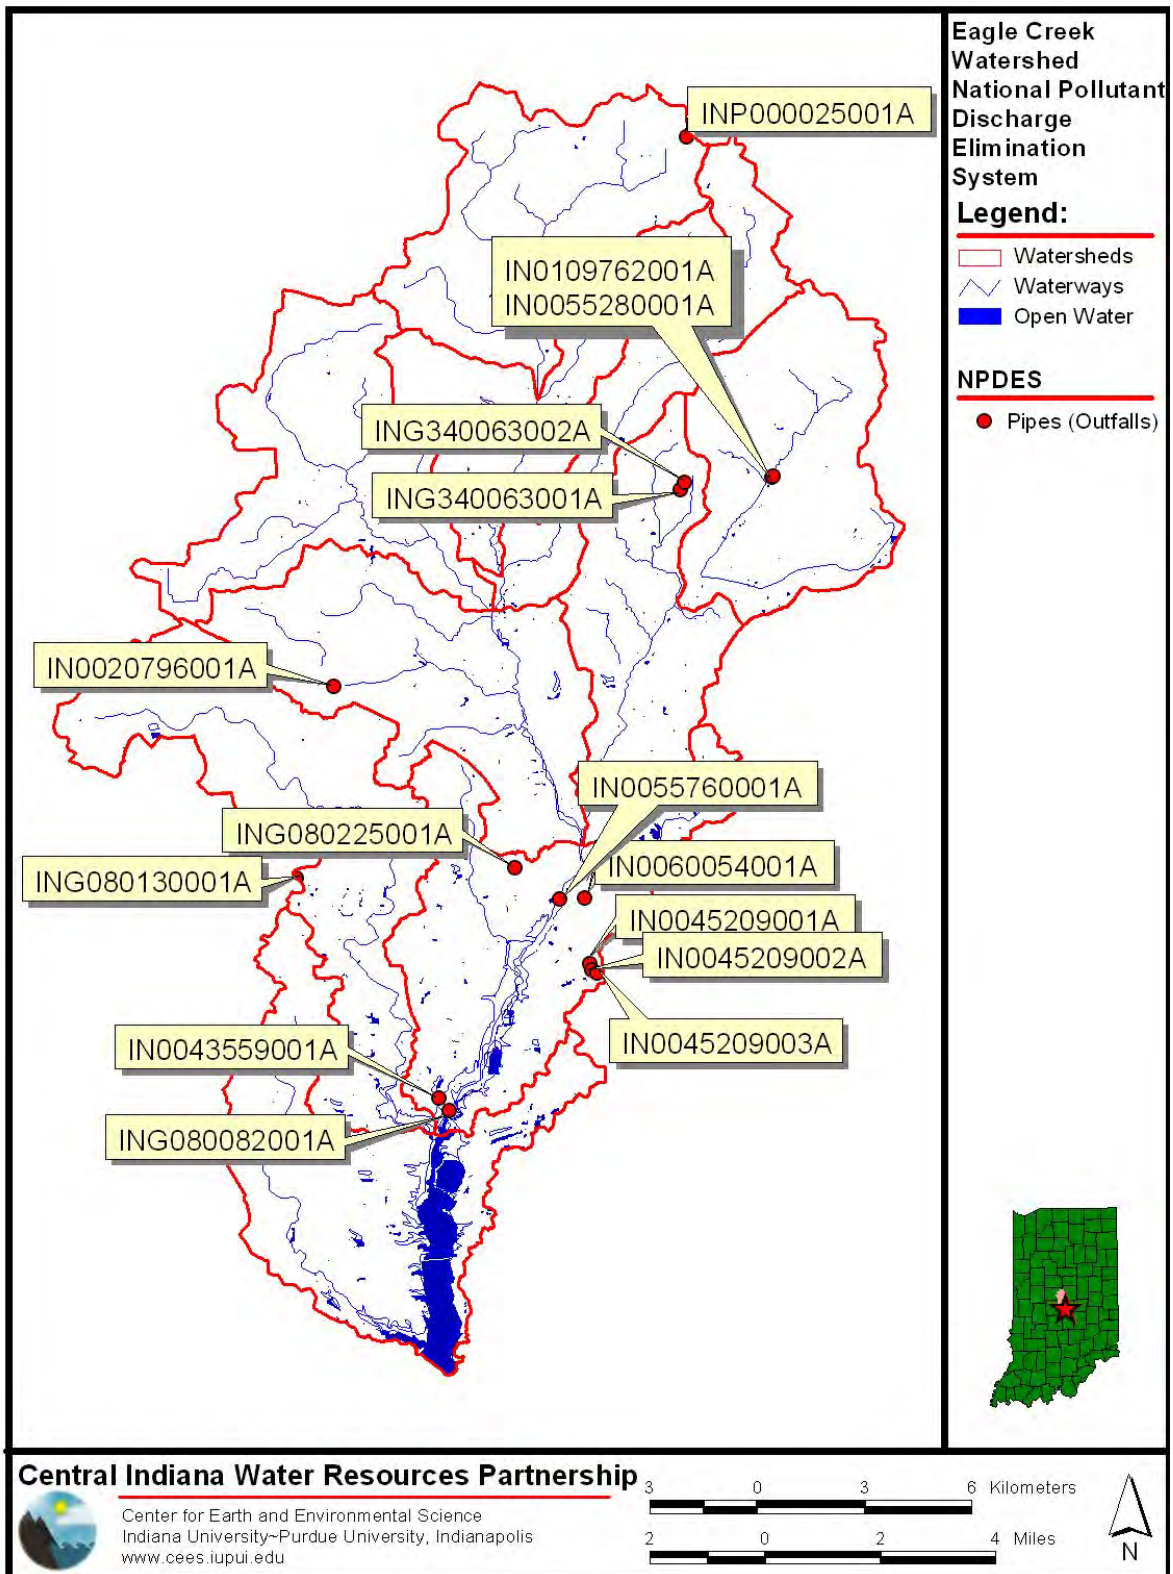 Eagle Creek
Watershed
National Pollutant
Discharge
Elimination
System
Legend:
Watersheds
Waterways
Open Water
NPDES
Pipes (Outfalls)
INP000025001A
IN0109762001A
IN0055280001A
ING340063002A
ING340063001A
IN0020796001A
IN0055760001A
ING080225001A
IN0060054001A
ING080130001A
IN0045209001A
IN0045209002A
IN0045209003A
IN0043559001A
ING080082001A
Central Indiana Water Resources Partnership
Center for Earth and Environmental Science
Indiana University~Purdue University, Indianapolis
www.cees.iupui.edu
3 0 3 6 Kilometers
2 0 2 4 Miles
N